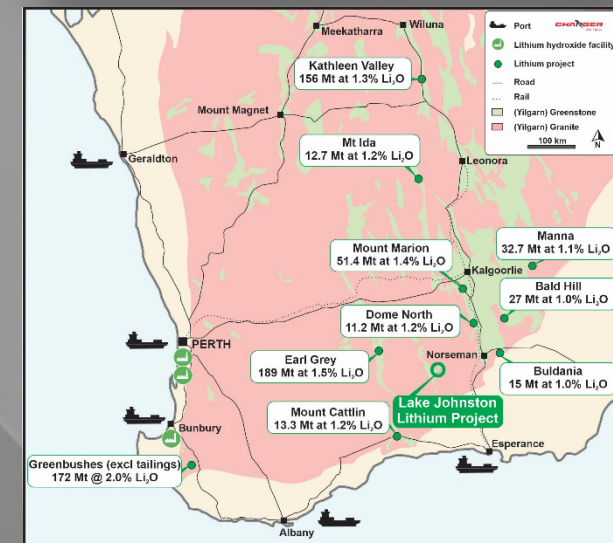 Port
CHARGER
METALS
Lithium hydroxide facility
Lithium project
Road
Rail
(Yilgarn) Greenstone
(Yilgarn) Granite
100 km
N
Meekatharra
Wiluna
Kathleen Valley
156 Mt at 1.3% Li₂O
Mount Magnet
Mt Ida
12.7 Mt at 1.2% Li₂O
Geraldton
Leonora
Manna
32.7 Mt at 1.1% Li₂O
Mount Marion
51.4 Mt at 1.4% Li₂O
Kalgoorlie
Bald Hill
27 Mt at 1.0% Li₂O
Dome North
11.2 Mt at 1.2% Li₂O
PERTH
Earl Grey
189 Mt at 1.5% Li₂O
Norseman
Buldania
15 Mt at 1.0% Li₂O
Lake Johnston
Lithium Project
Mount Cattlin
13.3 Mt at 1.2% Li₂O
Bunbury
Esperance
Greenbushes (excl tailings)
172 Mt @ 2.0% Li₂O
Albany